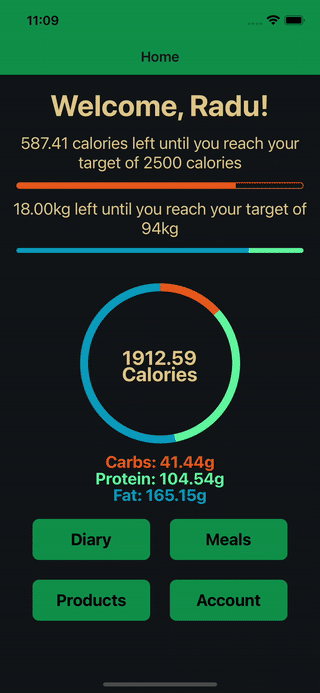 11:09
Home
Welcome, Radu!
587.41 calories left until you reach your
target of 2500 calories
18.00kg left until you reach your target of
94kg
1912.59
Calories
Carbs: 41.44g
Protein: 104.54g
Fat: 165.15g
Diary
Meals
Products
Account